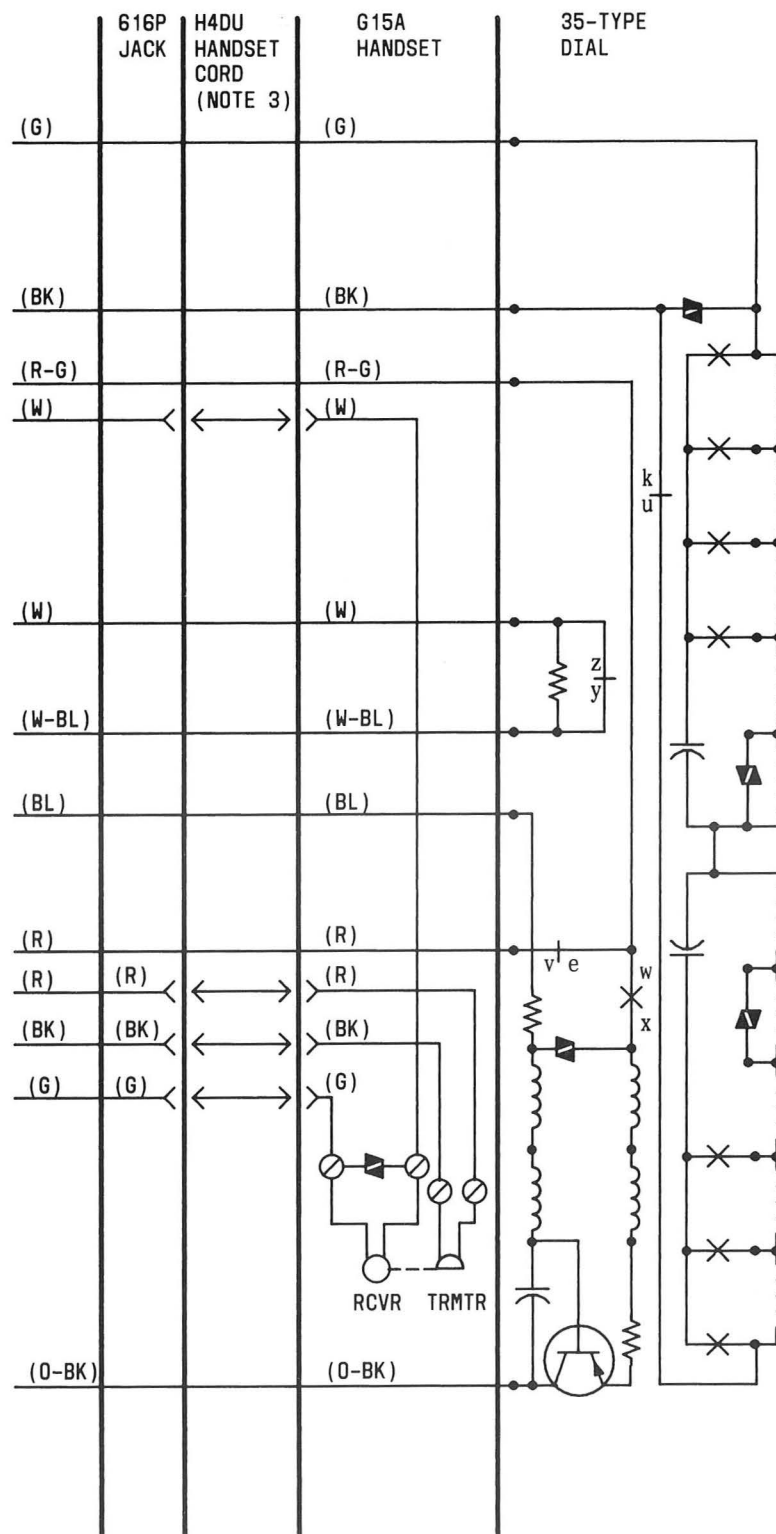 616P
JACK
H4DU
HANDSET
CORD
(NOTE 3)
G15A
HANDSET
35-TYPE
DIAL
(G) (G)
(BK) (BK)
(R-G) (R-G)
(W) (W)
k
u
(W) (W)
z
y
(W-BL) (W-BL)
(BL) (BL)
(R) (R)
v e
w
x
(R) (R) (R)
(BK) (BK) (BK)
(G) (G) (G)
RCVR TRMTR
(O-BK) (O-BK)